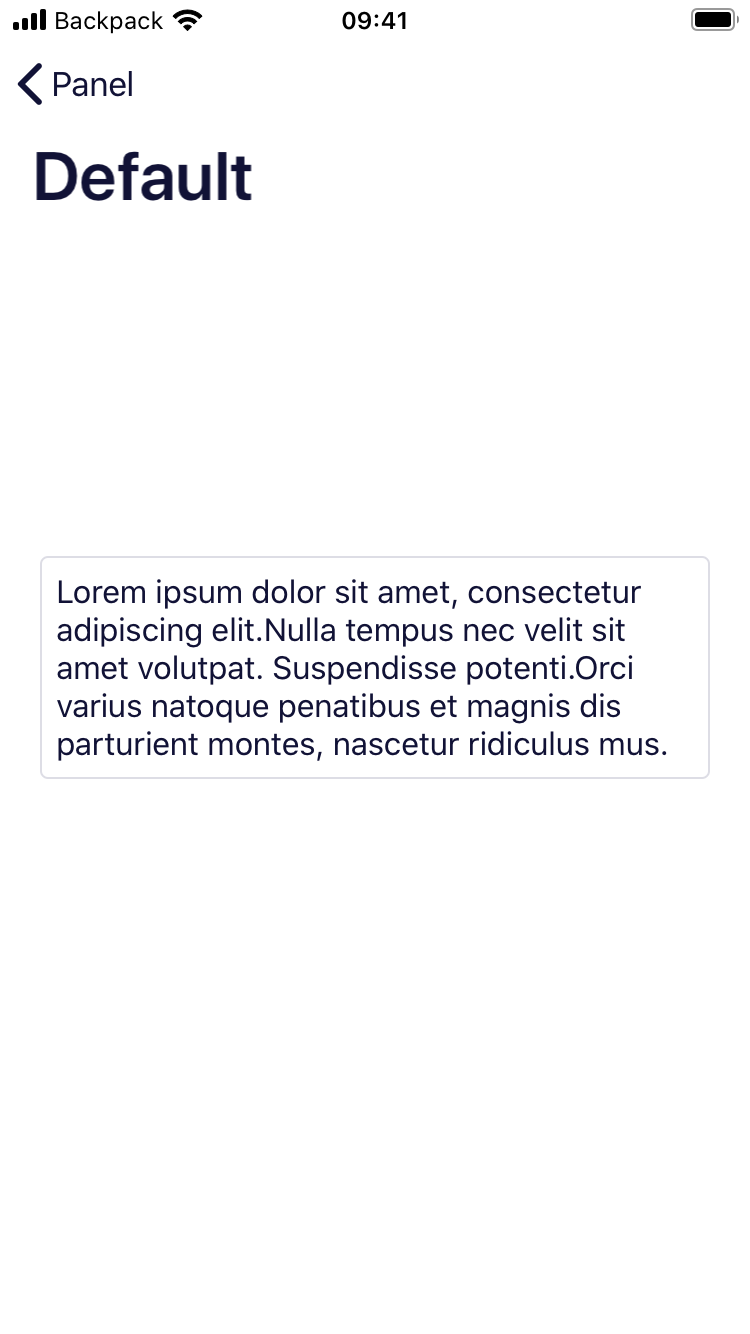 Backpack 09:41
Panel
Default
Lorem ipsum dolor sit amet, consectetur
adipiscing elit.Nulla tempus nec velit sit
amet volutpat. Suspendisse potenti.Orci
varius natoque penatibus et magnis dis
parturient montes, nascetur ridiculus mus.